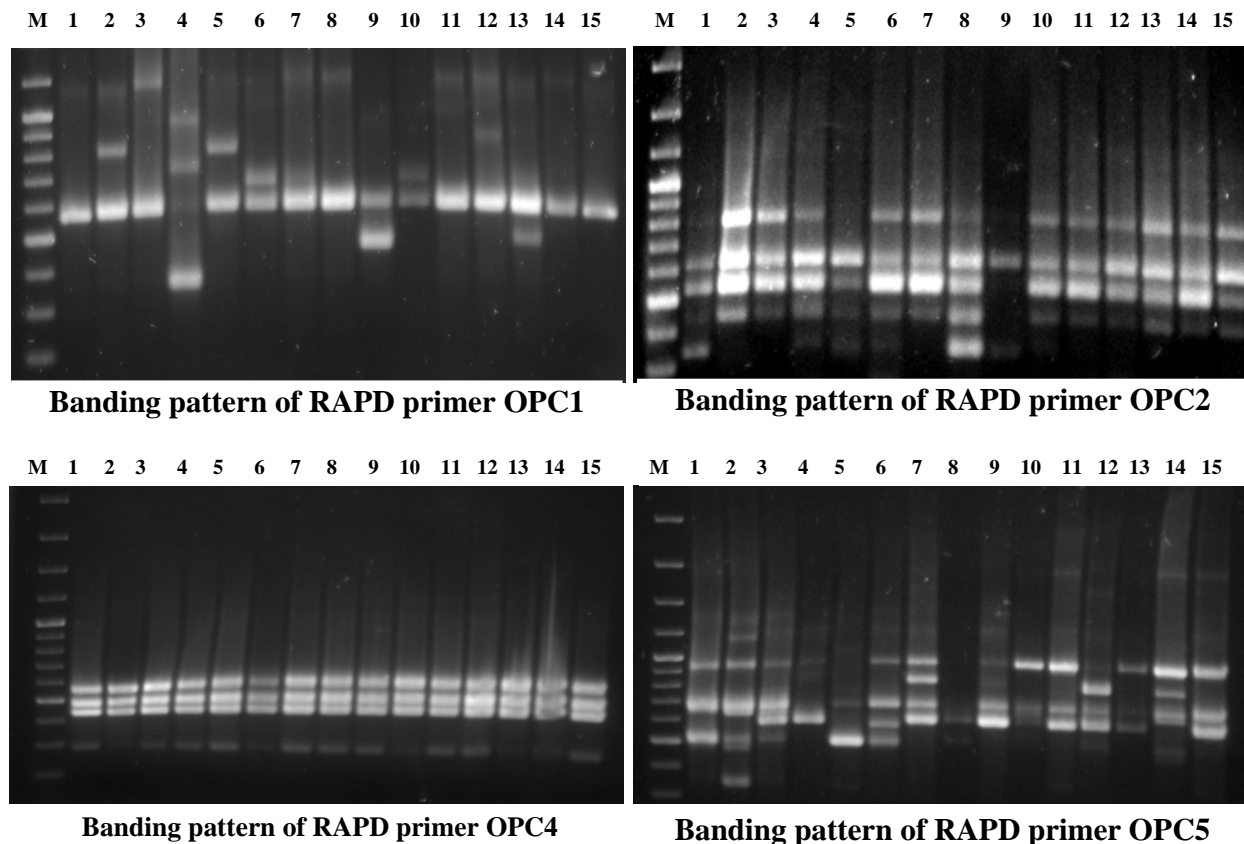 M 1 2 3 4 5 6 7 8 9 10 11 12 13 14 15
M 1 2 3 4 5 6 7 8 9 10 11 12 13 14 15
Banding pattern of RAPD primer OPC1
Banding pattern of RAPD primer OPC2
M 1 2 3 4 5 6 7 8 9 10 11 12 13 14 15
M 1 2 3 4 5 6 7 8 9 10 11 12 13 14 15
Banding pattern of RAPD primer OPC4
Banding pattern of RAPD primer OPC5